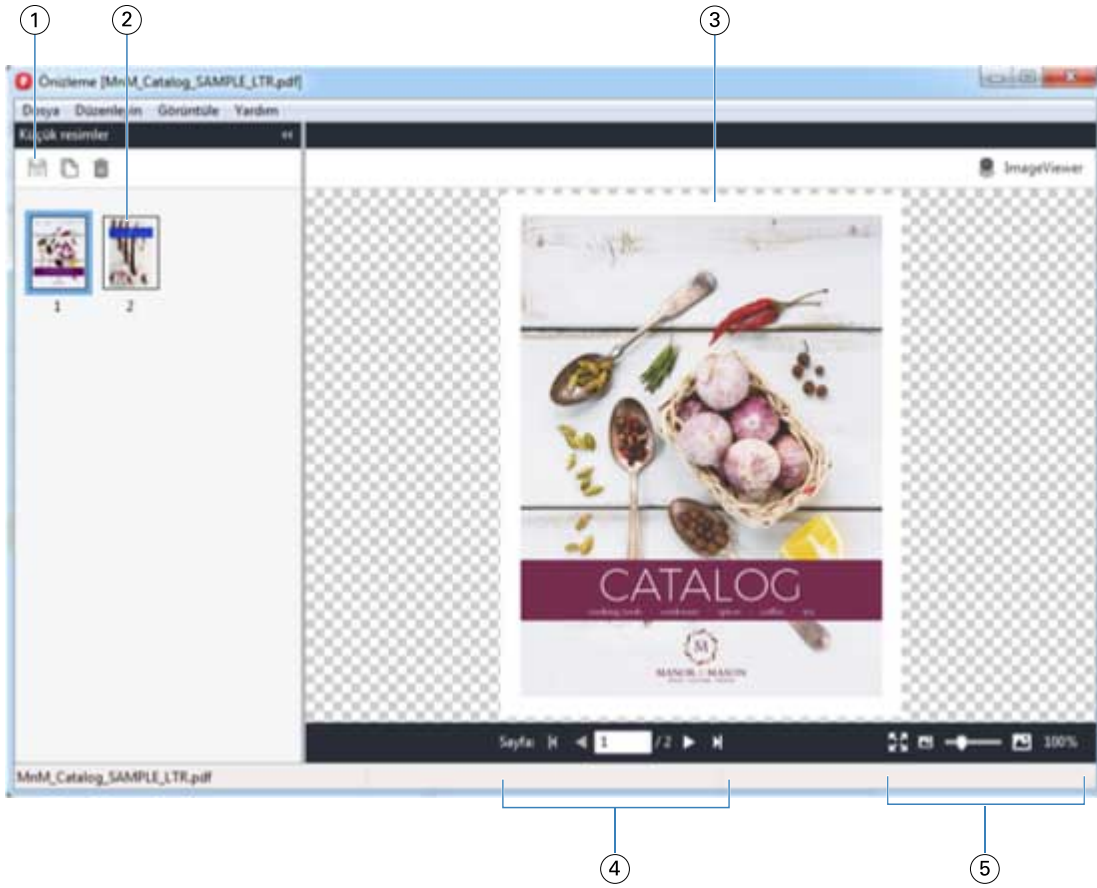 1
2
3
Önizleme [MnM_Catalog_SAMPLE_LTR.pdf]
Dosya Düzenleyin Görüntüle Yardım
Küçük resimler
ImageViewer
1
2
CATALOG
MANOR MASON
Sayfa: 1 / 2
100%
MnM_Catalog_SAMPLE_LTR.pdf
4
5